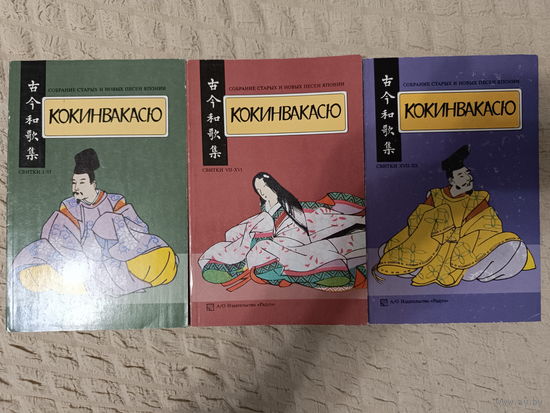 古今和歌集
СОБРАНИЕ СТАРЫХ И НОВЫХ ПЕСЕН ЯПОНИИ
КОКИНВАКАСЮ
СВИТКИ I-VI
古今和歌集
СОБРАНИЕ СТАРЫХ И НОВЫХ ПЕСЕН ЯПОНИИ
КОКИНВАКАСЮ
СВИТКИ VII-XVI
А/О Издательство «Радуга»
古今和歌集
СОБРАНИЕ СТАРЫХ И НОВЫХ ПЕСЕН ЯПОНИИ
КОКИНВАКАСЮ
СВИТКИ XVII-XX
А/О Издательство «Радуга»